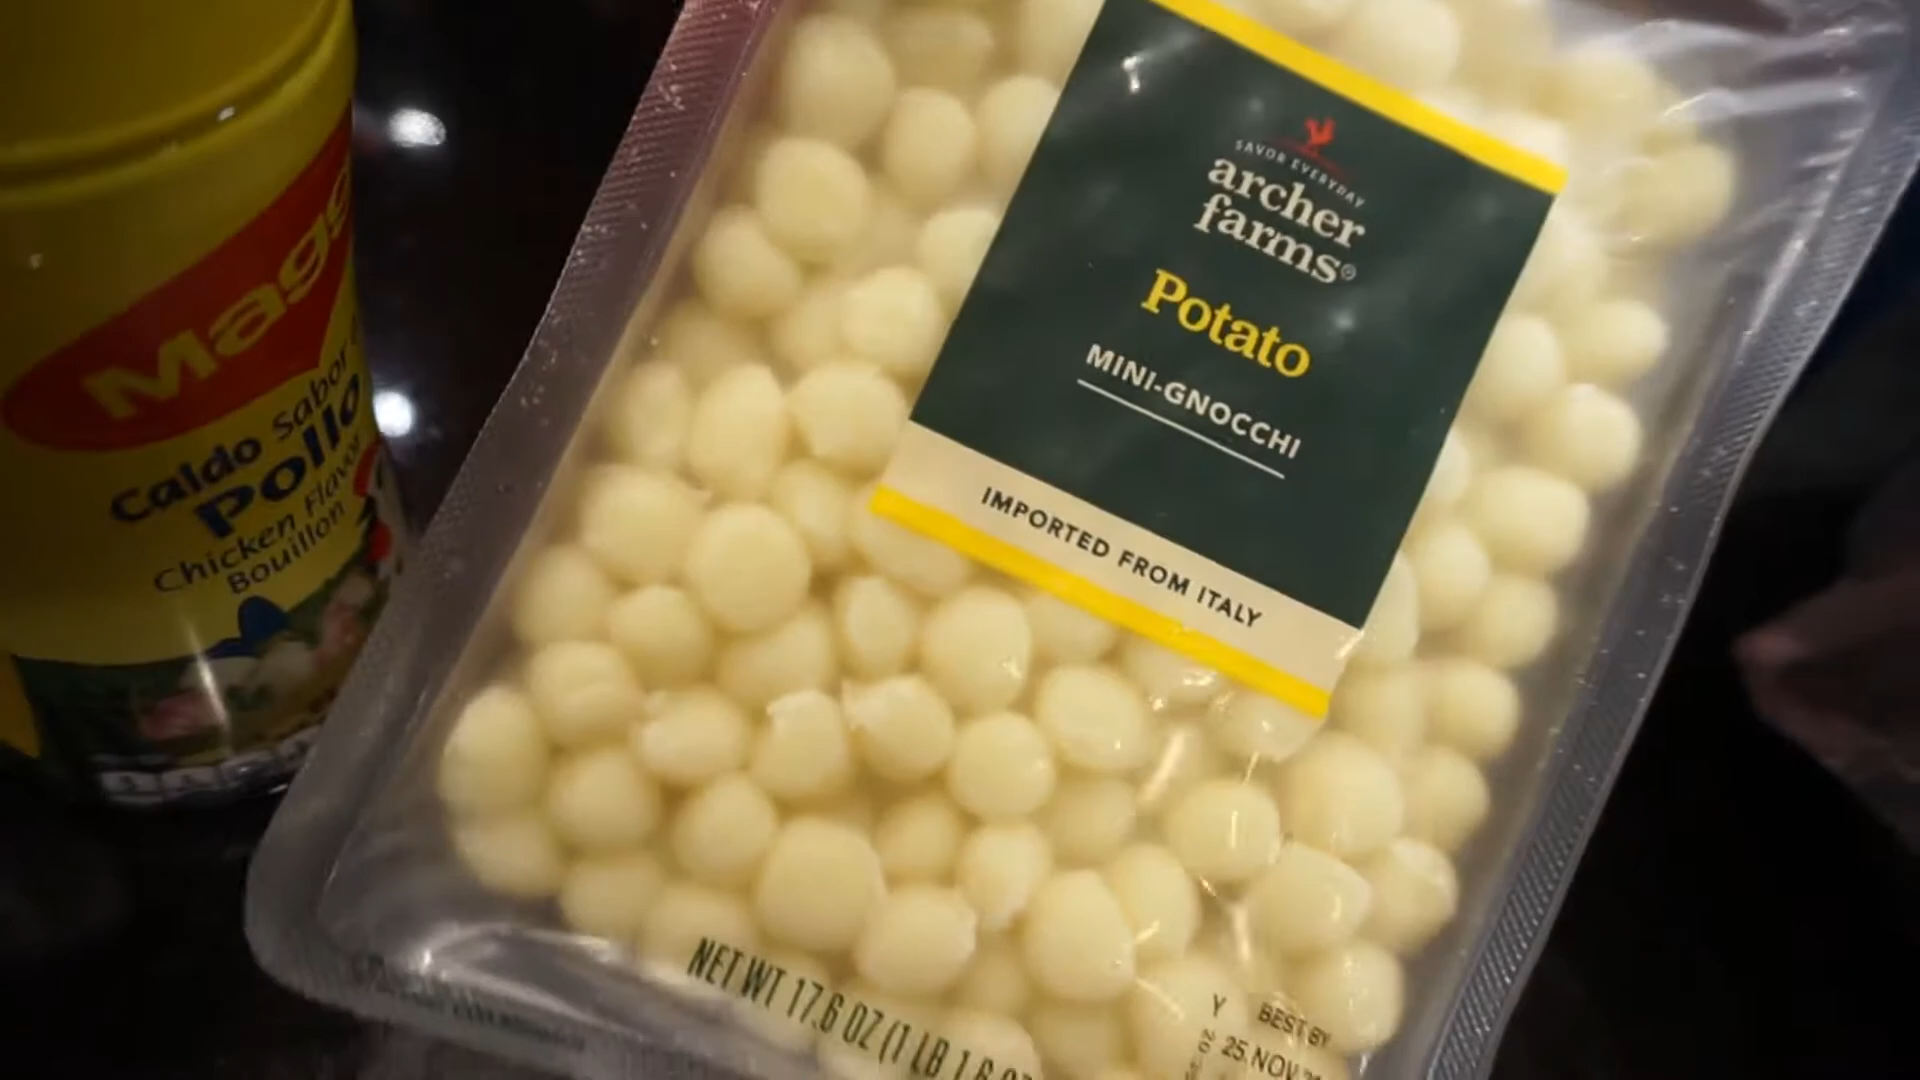 Magg
Caldo Sabor
Pollo
Chicken Flavor
Bouillon
SAVOR EVERYDAY
archer
farms®
Potato
MINI-GNOCCHI
IMPORTED FROM ITALY
NET WT 17.6 OZ (1 LB 1.6 OZ
Y
BEST BY
25 NOV